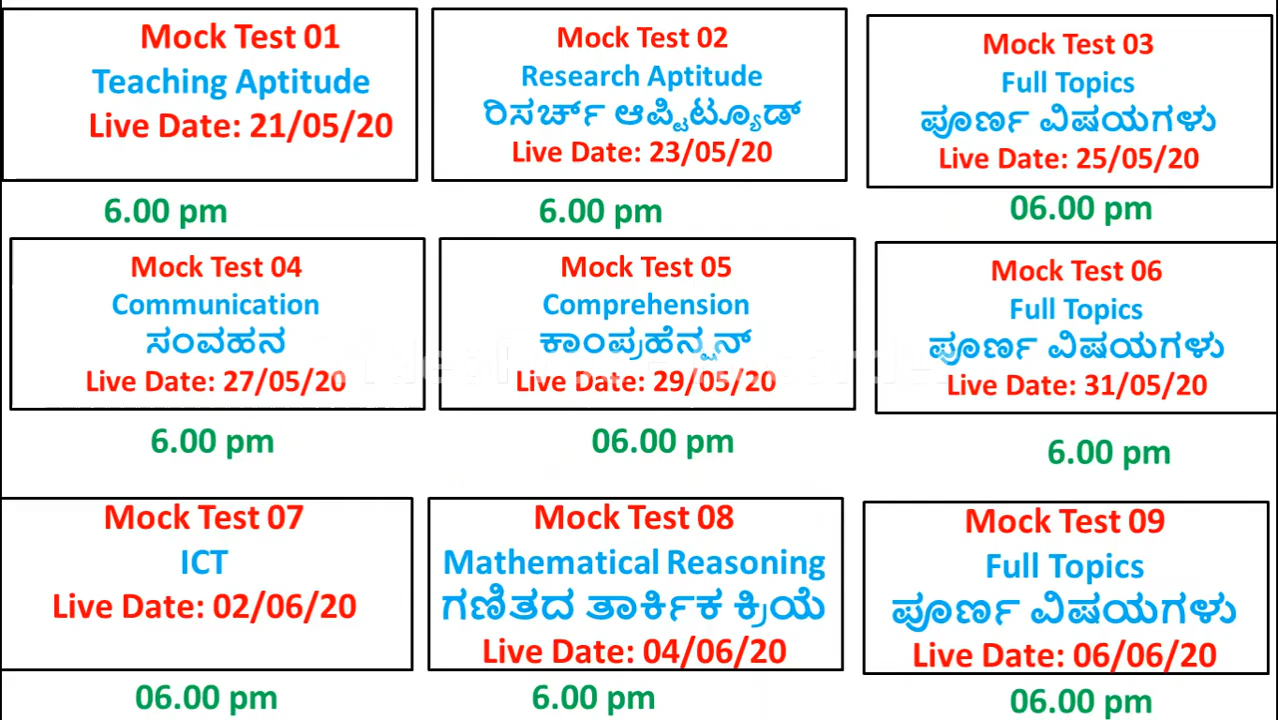 Mock Test 01
Teaching Aptitude
Live Date: 21/05/20
6.00 pm
Mock Test 02
Research Aptitude
ರಿಸರ್ಚ್ ಆಪ್ಟಿಟ್ಯೂಡ್
Live Date: 23/05/20
6.00 pm
Mock Test 03
Full Topics
ಪೂರ್ಣ ವಿಷಯಗಳು
Live Date: 25/05/20
06.00 pm
Mock Test 04
Communication
ಸಂವಹನ
Live Date: 27/05/20
6.00 pm
Mock Test 05
Comprehension
ಕಾಂಪ್ರಹೆನ್ಷನ್
Live Date: 29/05/20
06.00 pm
Mock Test 06
Full Topics
ಪೂರ್ಣ ವಿಷಯಗಳು
Live Date: 31/05/20
6.00 pm
Mock Test 07
ICT
Live Date: 02/06/20
06.00 pm
Mock Test 08
Mathematical Reasoning
ಗಣಿತದ ತಾರ್ಕಿಕ ಕ್ರಿಯೆ
Live Date: 04/06/20
6.00 pm
Mock Test 09
Full Topics
ಪೂರ್ಣ ವಿಷಯಗಳು
Live Date: 06/06/20
06.00 pm